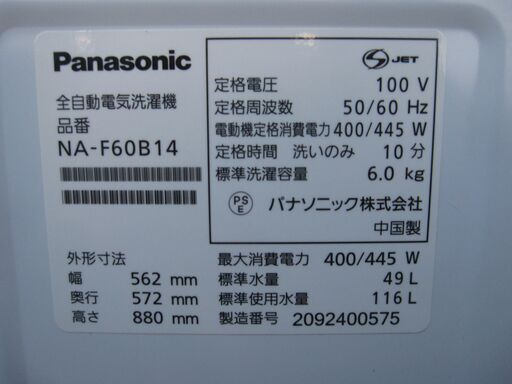 Panasonic
全自動電気洗濯機
品番
NA-F60B14
外形寸法
幅 562 mm
奥行 572 mm
高さ 880 mm
S JET
定格電圧 100 V
定格周波数 50/60 Hz
電動機定格消費電力 400/445 W
定格時間 洗いのみ 10 分
標準洗濯容量 6.0 kg
PS E パナソニック株式会社
中国製
最大消費電力 400/445 W
標準水量 49 L
標準使用水量 116 L
製造番号 2092400575